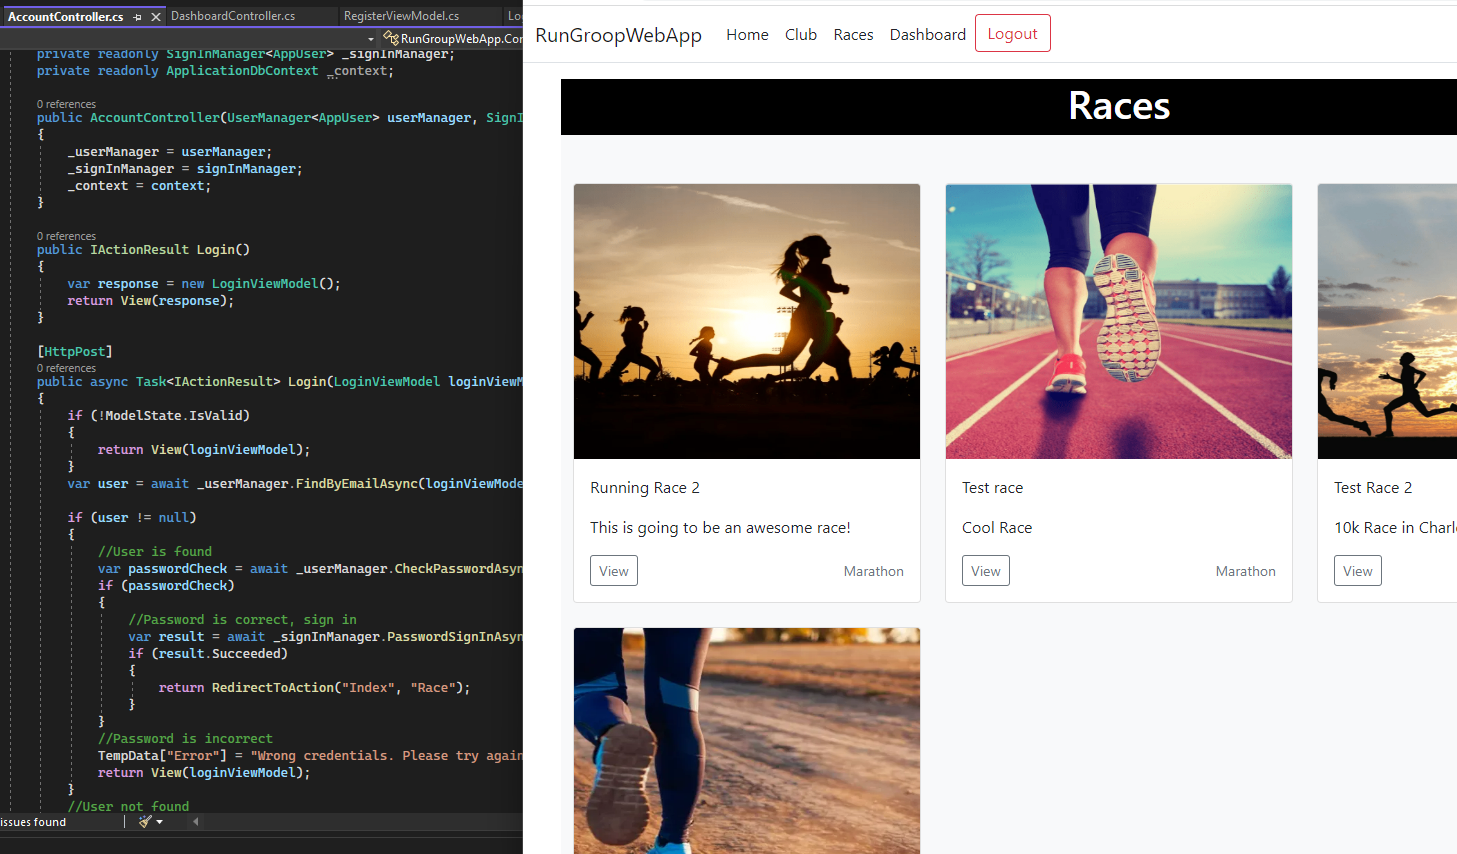 AccountController.cs
DashboardController.cs
RegisterViewModel.cs
Lo
RunGroupWebApp.Cor
private readonly SignInManager<AppUser> _signInManager;
private readonly ApplicationDbContext _context;
0 references
public AccountController(UserManager<AppUser> userManager, SignI
{
_userManager = userManager;
_signInManager = signInManager;
_context = context;
}
0 references
public IActionResult Login()
{
var response = new LoginViewModel();
return View(response);
}
[HttpPost]
0 references
public async Task<IActionResult> Login(LoginViewModel loginViewM
{
if (!ModelState.IsValid)
{
return View(loginViewModel);
}
var user = await _userManager.FindByEmailAsync(loginViewMode
if (user != null)
{
//User is found
var passwordCheck = await _userManager.CheckPasswordAsyn
if (passwordCheck)
{
//Password is correct, sign in
var result = await _signInManager.PasswordSignInAsyn
if (result.Succeeded)
{
return RedirectToAction("Index", "Race");
}
}
//Password is incorrect
TempData["Error"] = "Wrong credentials. Please try again
return View(loginViewModel);
}
//User not found
issues found
RunGroopWebApp Home Club Races Dashboard Logout
Races
Running Race 2
This is going to be an awesome race!
View Marathon
Test race
Cool Race
View Marathon
Test Race 2
10k Race in Charl
View